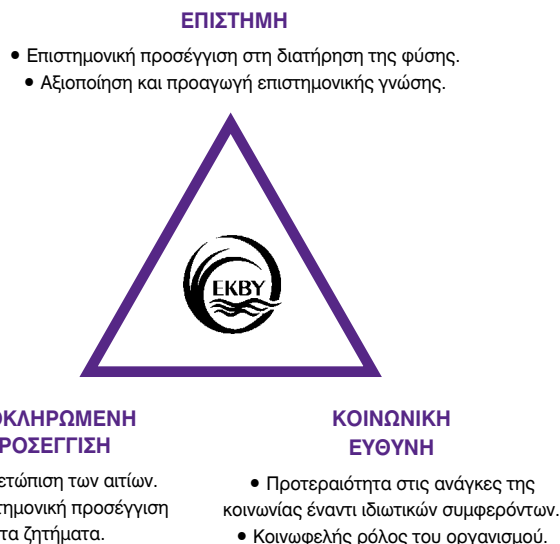 ΕΠΙΣΤΗΜΗ
• Επιστημονική προσέγγιση στη διατήρηση της φύσης.
• Αξιοποίηση και προαγωγή επιστημονικής γνώσης.
ΕΚΒΥ
ΟΚΛΗΡΩΜΕΝΗ
ΡΟΣΕΓΓΙΣΗ
ετώπιση των αιτίων.
τημονική προσέγγιση
τα ζητήματα.
ΚΟΙΝΩΝΙΚΗ
ΕΥΘΥΝΗ
• Προτεραιότητα στις ανάγκες της
κοινωνίας έναντι ιδιωτικών συμφερόντων.
• Κοινωφελής ρόλος του οργανισμού.